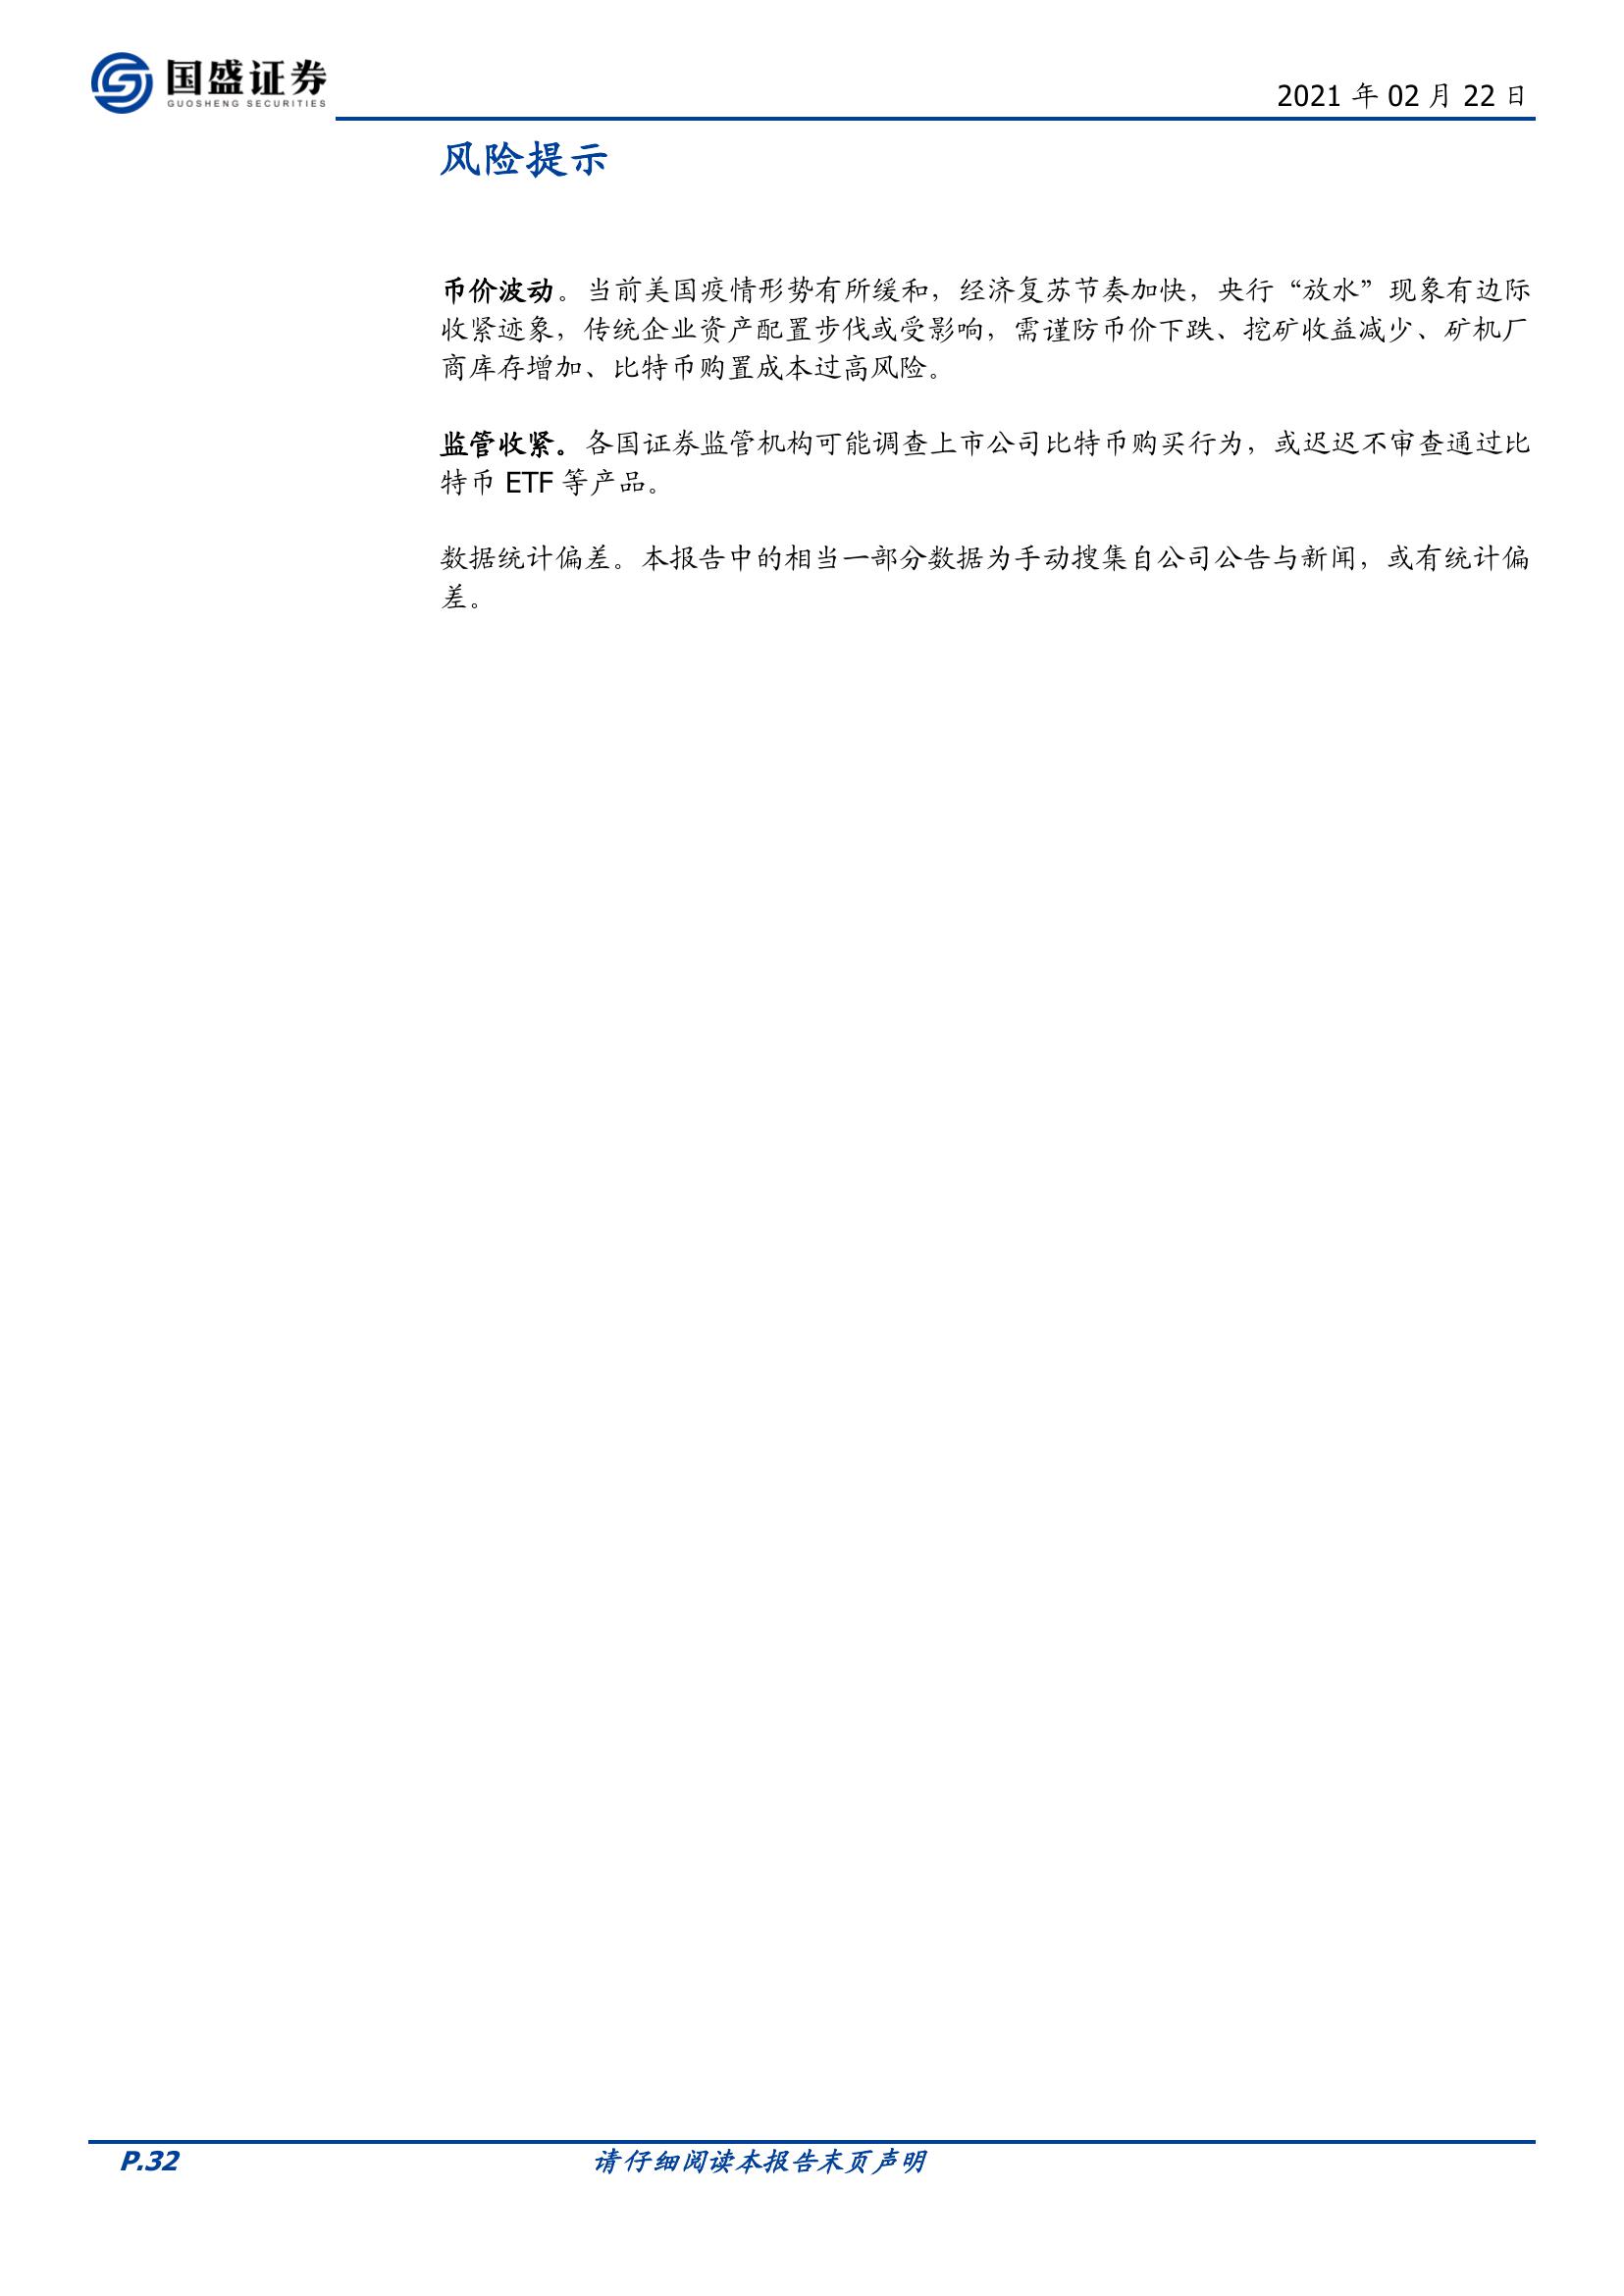 国盛证券
GUOSHENG SECURITIES
2021 年 02 月 22 日
风险提示
币价波动。当前美国疫情形势有所缓和，经济复苏节奏加快，央行“放水”现象有边际
收紧迹象，传统企业资产配置步伐或受影响，需谨防币价下跌、挖矿收益减少、矿机厂
商库存增加、比特币购置成本过高风险。
监管收紧。各国证券监管机构可能调查上市公司比特币购买行为，或迟迟不审查通过比
特币 ETF 等产品。
数据统计偏差。本报告中的相当一部分数据为手动搜集自公司公告与新闻，或有统计偏
差。
P.32
请仔细阅读本报告末页声明